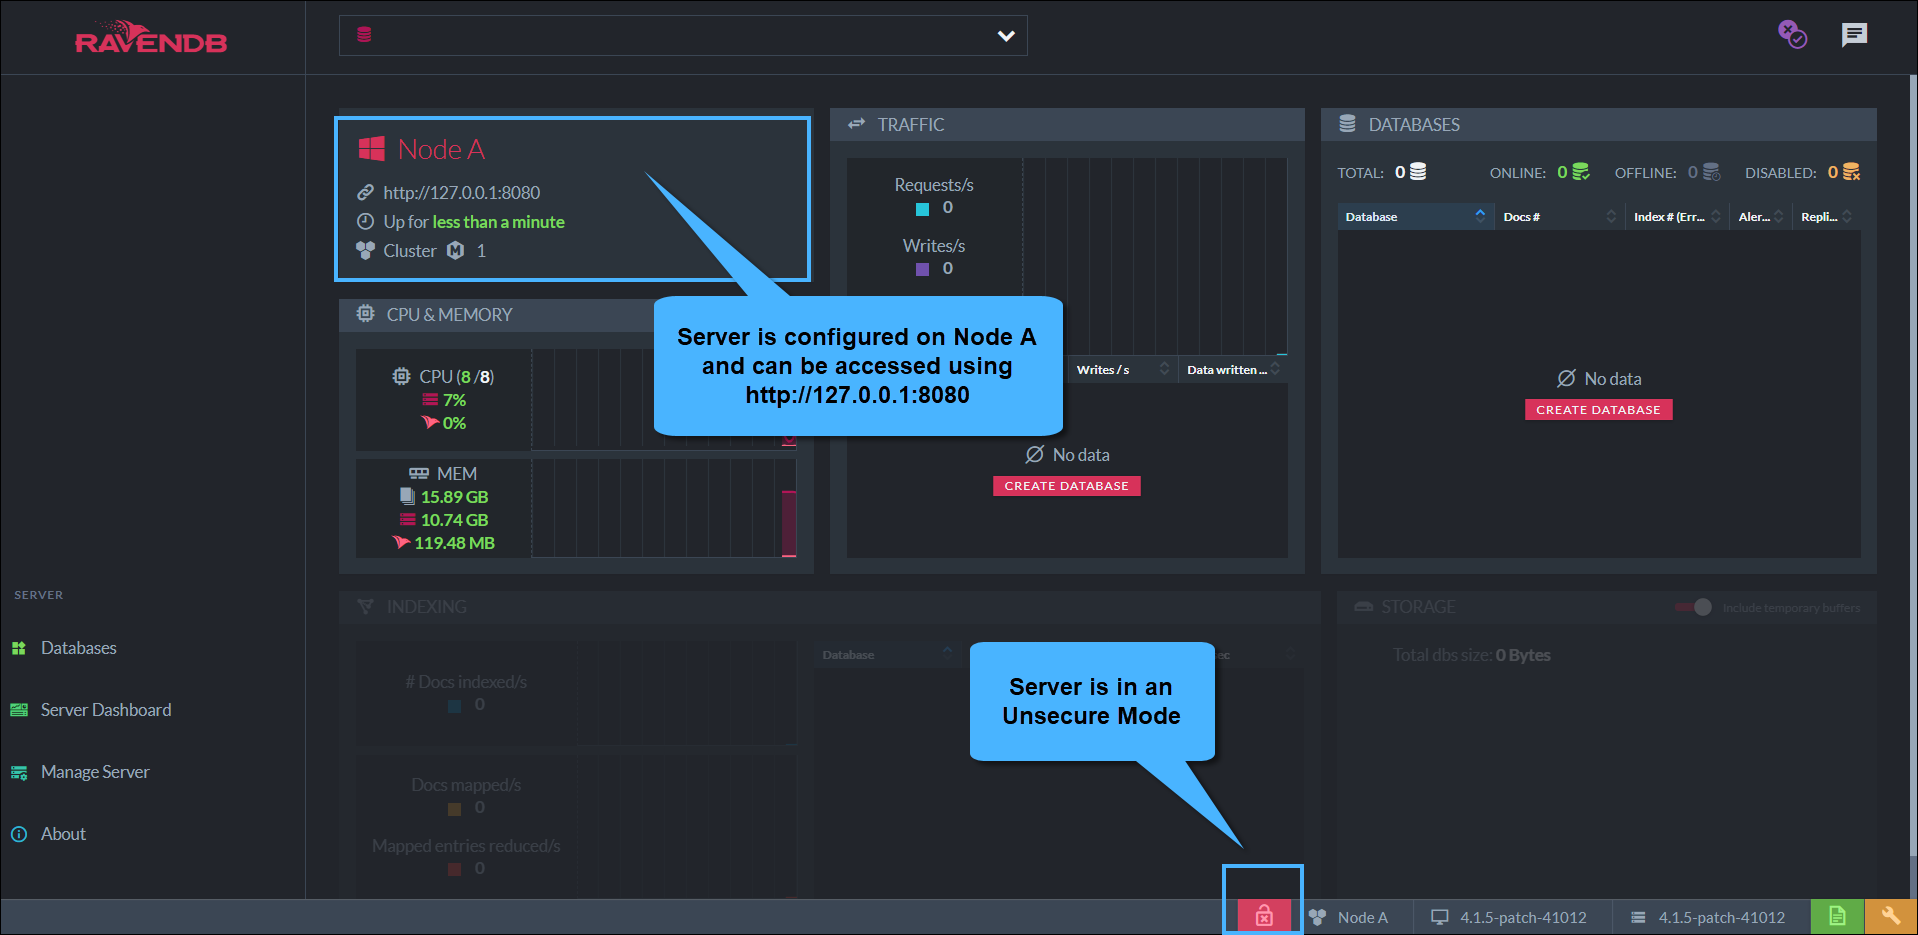 RAVENDB
Node A
http://127.0.0.1:8080
Up for less than a minute
Cluster M 1
TRAFFIC
Requests/s
0
Writes/s
0
DATABASES
TOTAL: 0
ONLINE: 0
OFFLINE: 0
DISABLED: 0
Database
Docs #
Index # (Err...
Aler...
Repli...
No data
CREATE DATABASE
CPU & MEMORY
CPU (8 /8)
7%
0%
MEM
15.89 GB
10.74 GB
119.48 MB
Server is configured on Node A
and can be accessed using
http://127.0.0.1:8080
Writes / s
Data written ...
No data
CREATE DATABASE
SERVER
Databases
Server Dashboard
Manage Server
About
INDEXING
# Docs indexed/s
0
Docs mapped/s
0
Mapped entries reduced/s
0
Database
ec
Server is in an
Unsecure Mode
STORAGE
Include temporary buffers
Total dbs size: 0 Bytes
Node A
4.1.5-patch-41012
4.1.5-patch-41012